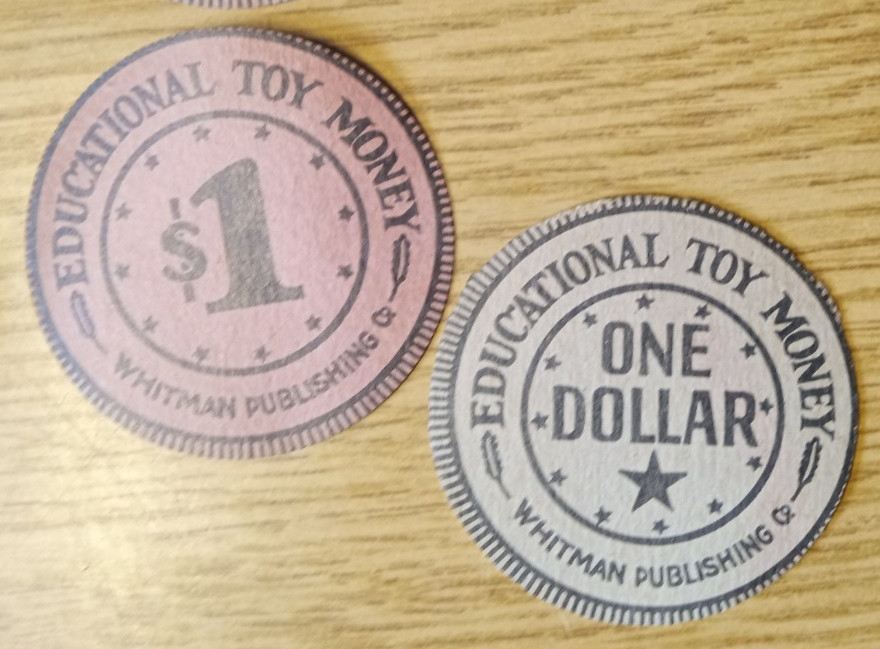 EDUCATIONAL TOY MONEY
$1
WHITMAN PUBLISHING CO
EDUCATIONAL TOY MONEY
ONE
DOLLAR
WHITMAN PUBLISHING CO